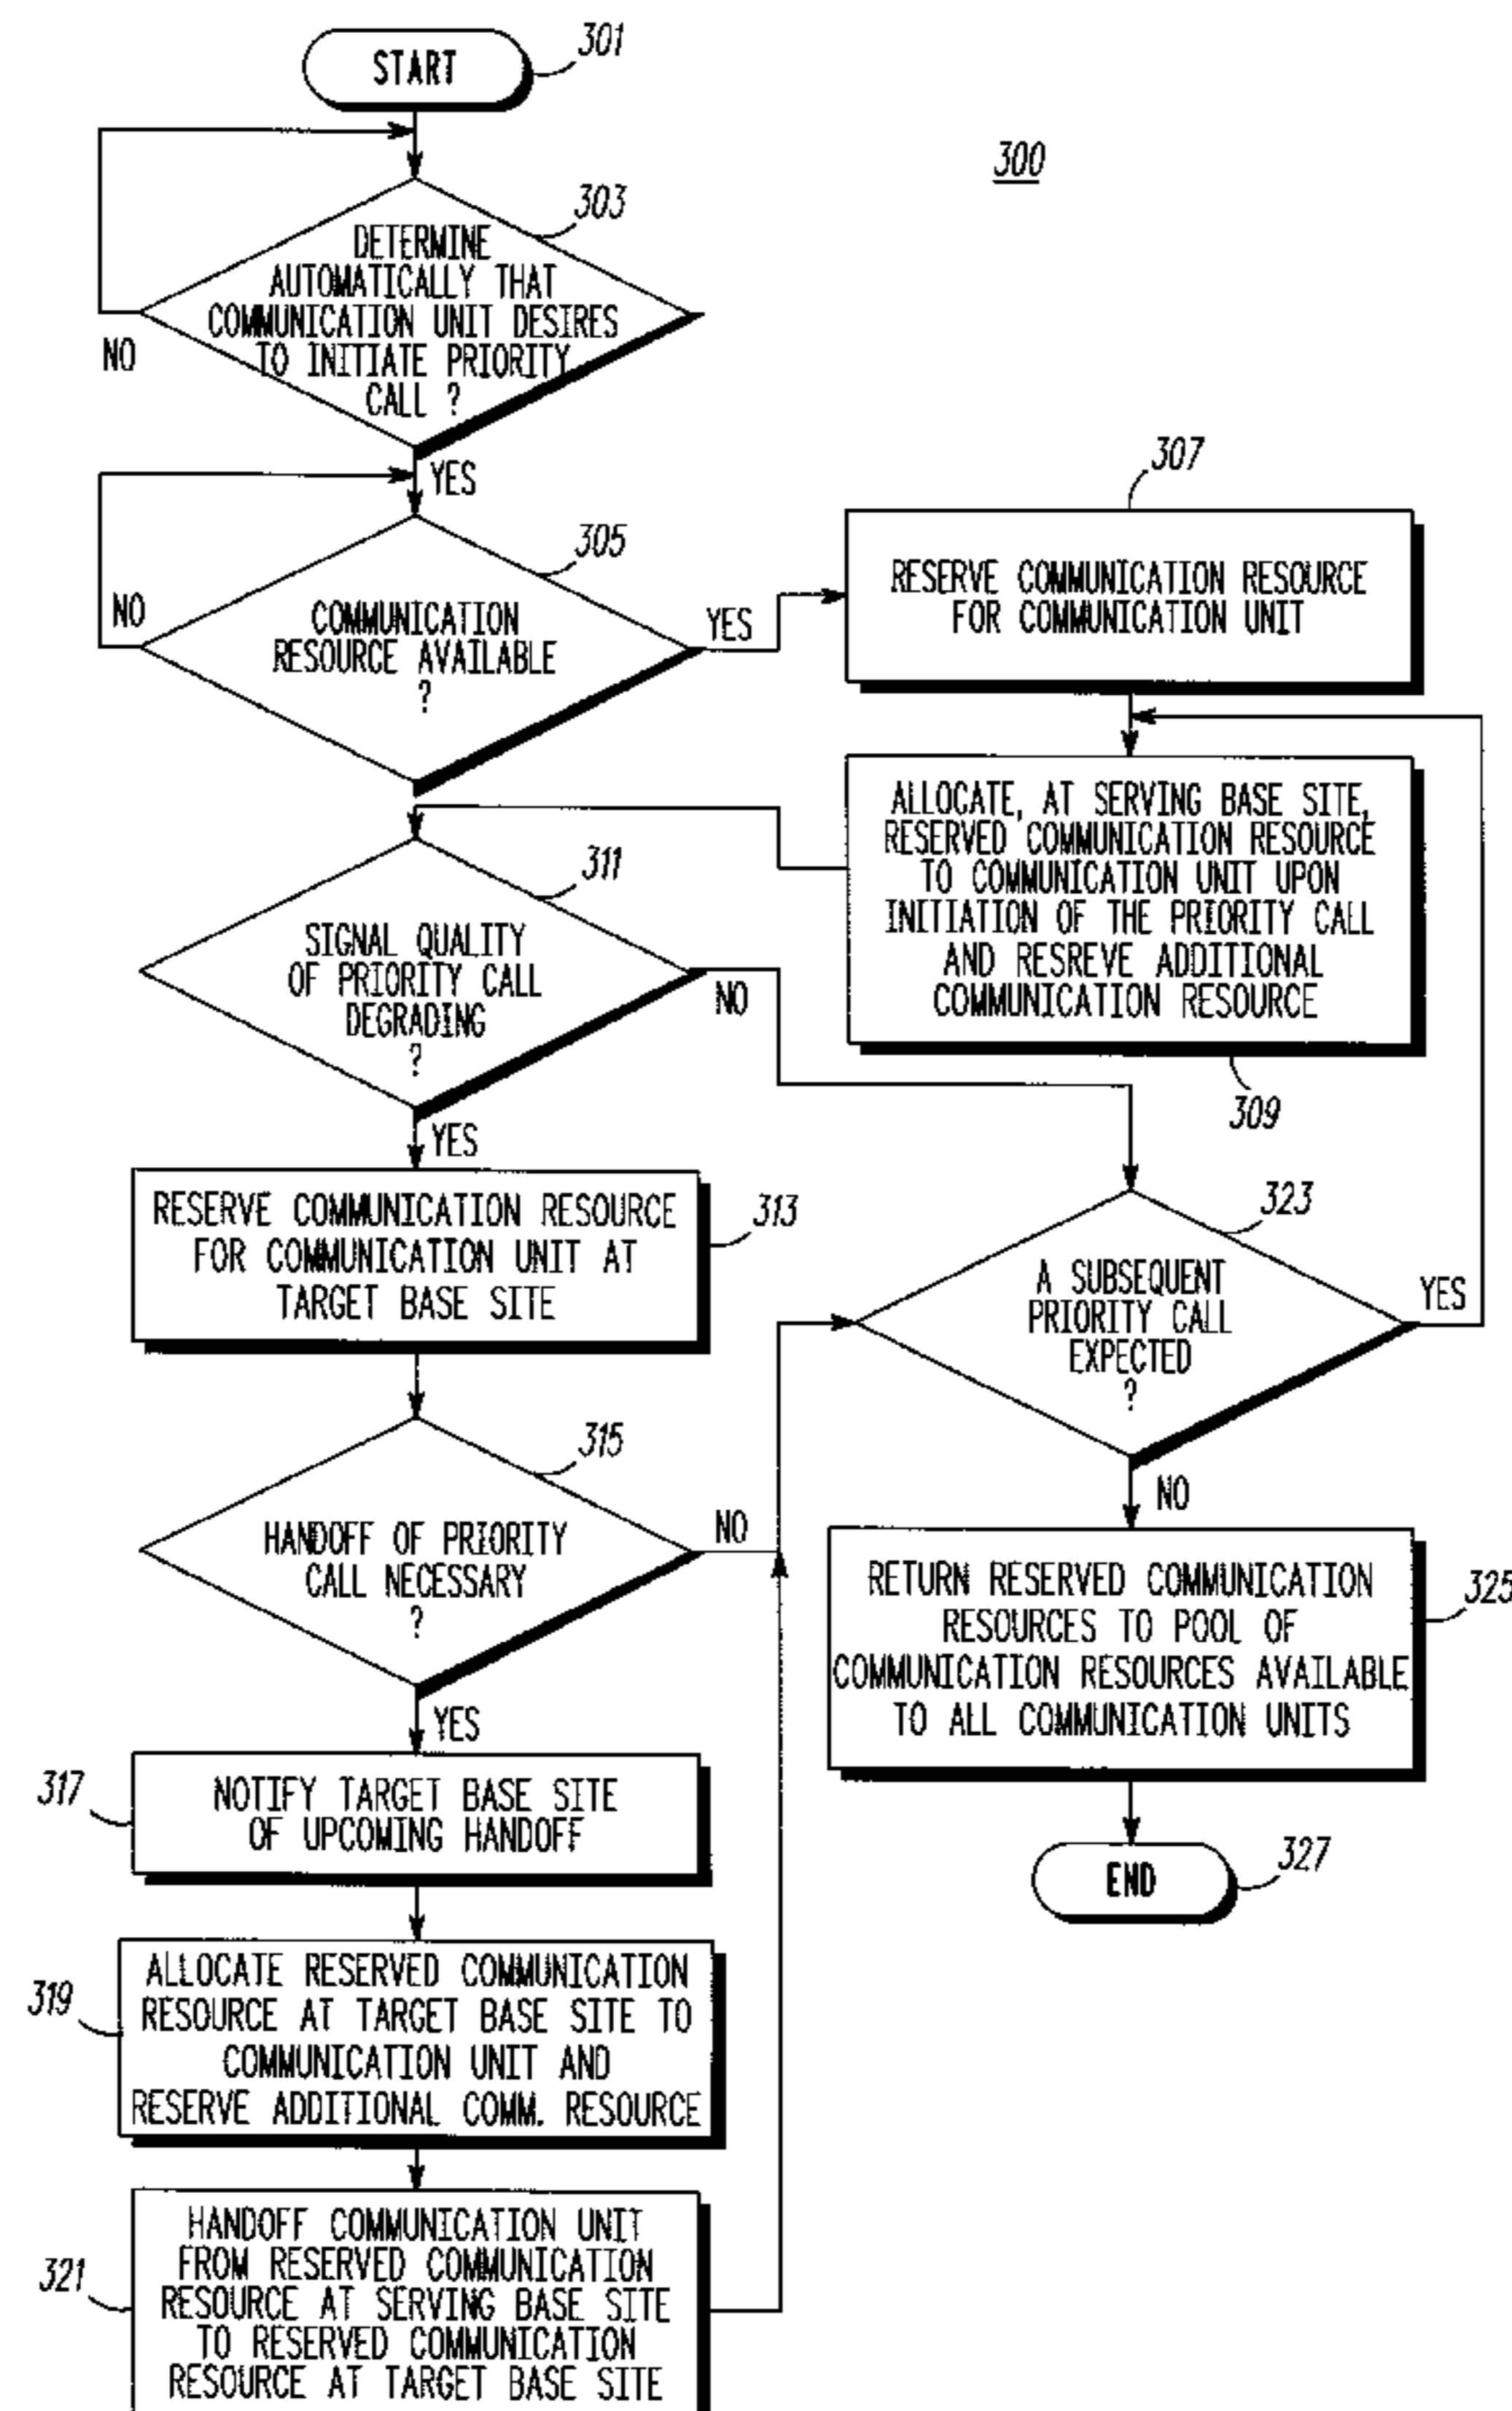 START
301
300
303
DETERMINE
AUTOMATICALLY THAT
COMMUNICATION UNIT DESIRES
TO INITIATE PRIORITY
CALL ?
NO
YES
305
COMMUNICATION
RESOURCE AVAILABLE
?
NO
YES
307
RESERVE COMMUNICATION RESOURCE
FOR COMMUNICATION UNIT
ALLOCATE, AT SERVING BASE SITE,
RESERVED COMMUNICATION RESOURCE
TO COMMUNICATION UNIT UPON
INITIATION OF THE PRIORITY CALL
AND RESREVE ADDITIONAL
COMMUNICATION RESOURCE
309
311
SIGNAL QUALITY
OF PRIORITY CALL
DEGRADING
?
NO
YES
RESERVE COMMUNICATION RESOURCE
FOR COMMUNICATION UNIT AT
TARGET BASE SITE
313
323
A SUBSEQUENT
PRIORITY CALL
EXPECTED
?
YES
NO
315
HANDOFF OF PRIORITY
CALL NECESSARY
?
NO
YES
RETURN RESERVED COMMUNICATION
RESOURCES TO POOL OF
COMMUNICATION RESOURCES AVAILABLE
TO ALL COMMUNICATION UNITS
325
317
NOTIFY TARGET BASE SITE
OF UPCOMING HANDOFF
END
327
319
ALLOCATE RESERVED COMMUNICATION
RESOURCE AT TARGET BASE SITE TO
COMMUNICATION UNIT AND
RESERVE ADDITIONAL COMM. RESOURCE
321
HANDOFF COMMUNICATION UNIT
FROM RESERVED COMMUNICATION
RESOURCE AT SERVING BASE SITE
TO RESERVED COMMUNICATION
RESOURCE AT TARGET BASE SITE